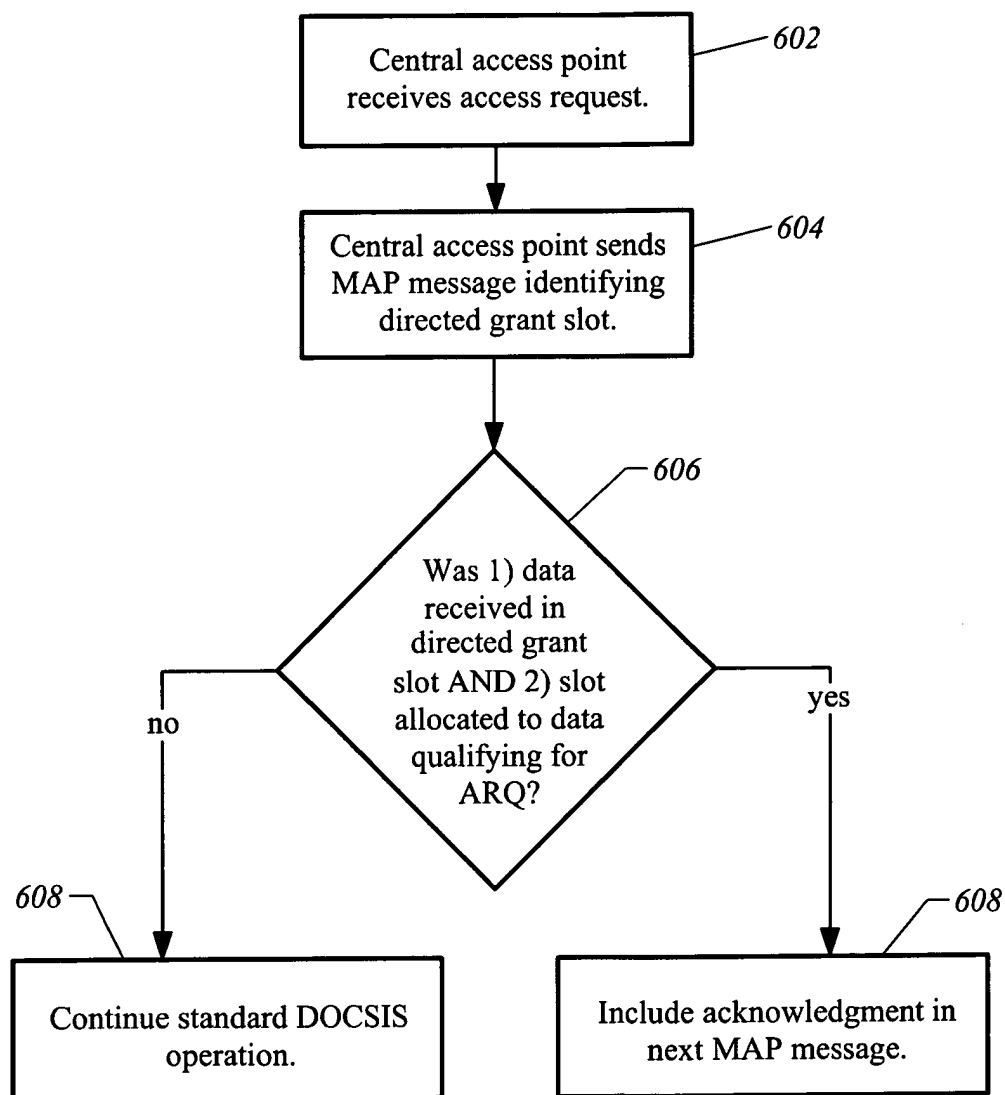 602
Central access point
receives access request.
604
Central access point sends
MAP message identifying
directed grant slot.
606
Was 1) data
received in
directed grant
slot AND 2) slot
allocated to data
qualifying for
ARQ?
no
yes
608
608
Continue standard DOCSIS
operation.
Include acknowledgment in
next MAP message.